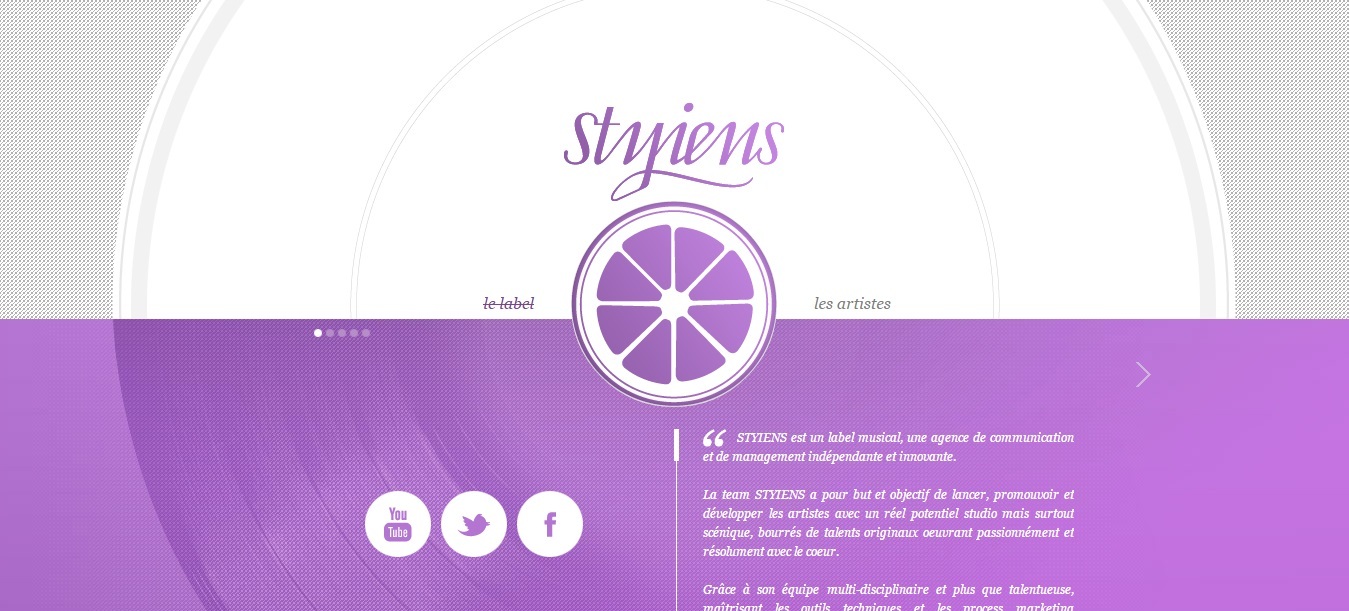 styiens
le label
les artistes
“ STYIENS est un label musical, une agence de communication
et de management indépendante et innovante.
La team STYIENS a pour but et objectif de lancer, promouvoir et
développer les artistes avec un réel potentiel studio mais surtout
scénique, bourrés de talents originaux oeuvrant passionnément et
résolument avec le coeur.
You
Tube
f
Grâce à son équipe multi-disciplinaire et plus que talentueuse,
maîtrisant les outils techniques et les process marketing